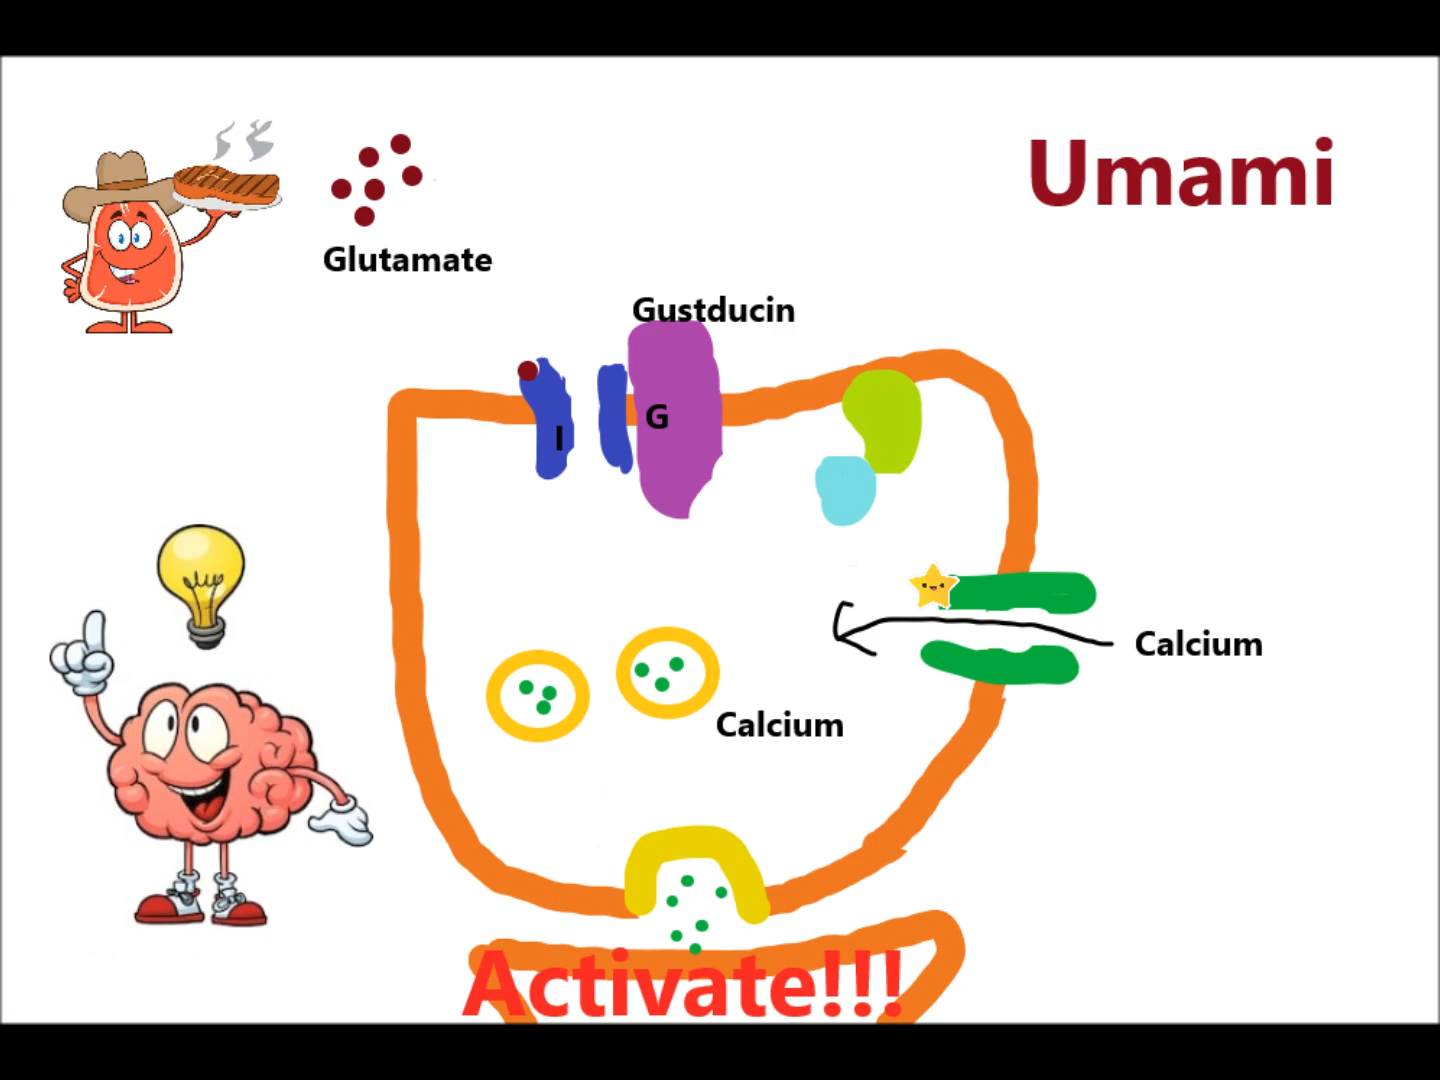 Umami
Glutamate
Gustducin
I
G
Calcium
Calcium
Activate!!!